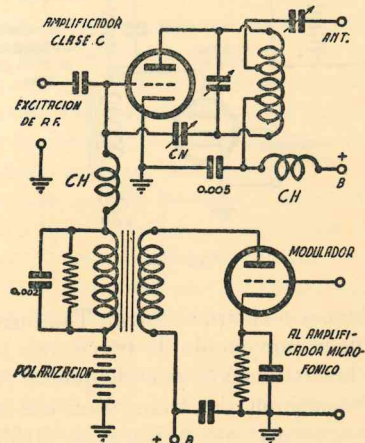 AMPLIFICADOR
CLASE C
ANT.
EXCITACION
DE R.F.
CN
CH
0.005
CH
+
B
0,002
MODULADOR
POLARIZACION
AL AMPLIFI-
CADOR MICRO-
FONICO
+ B